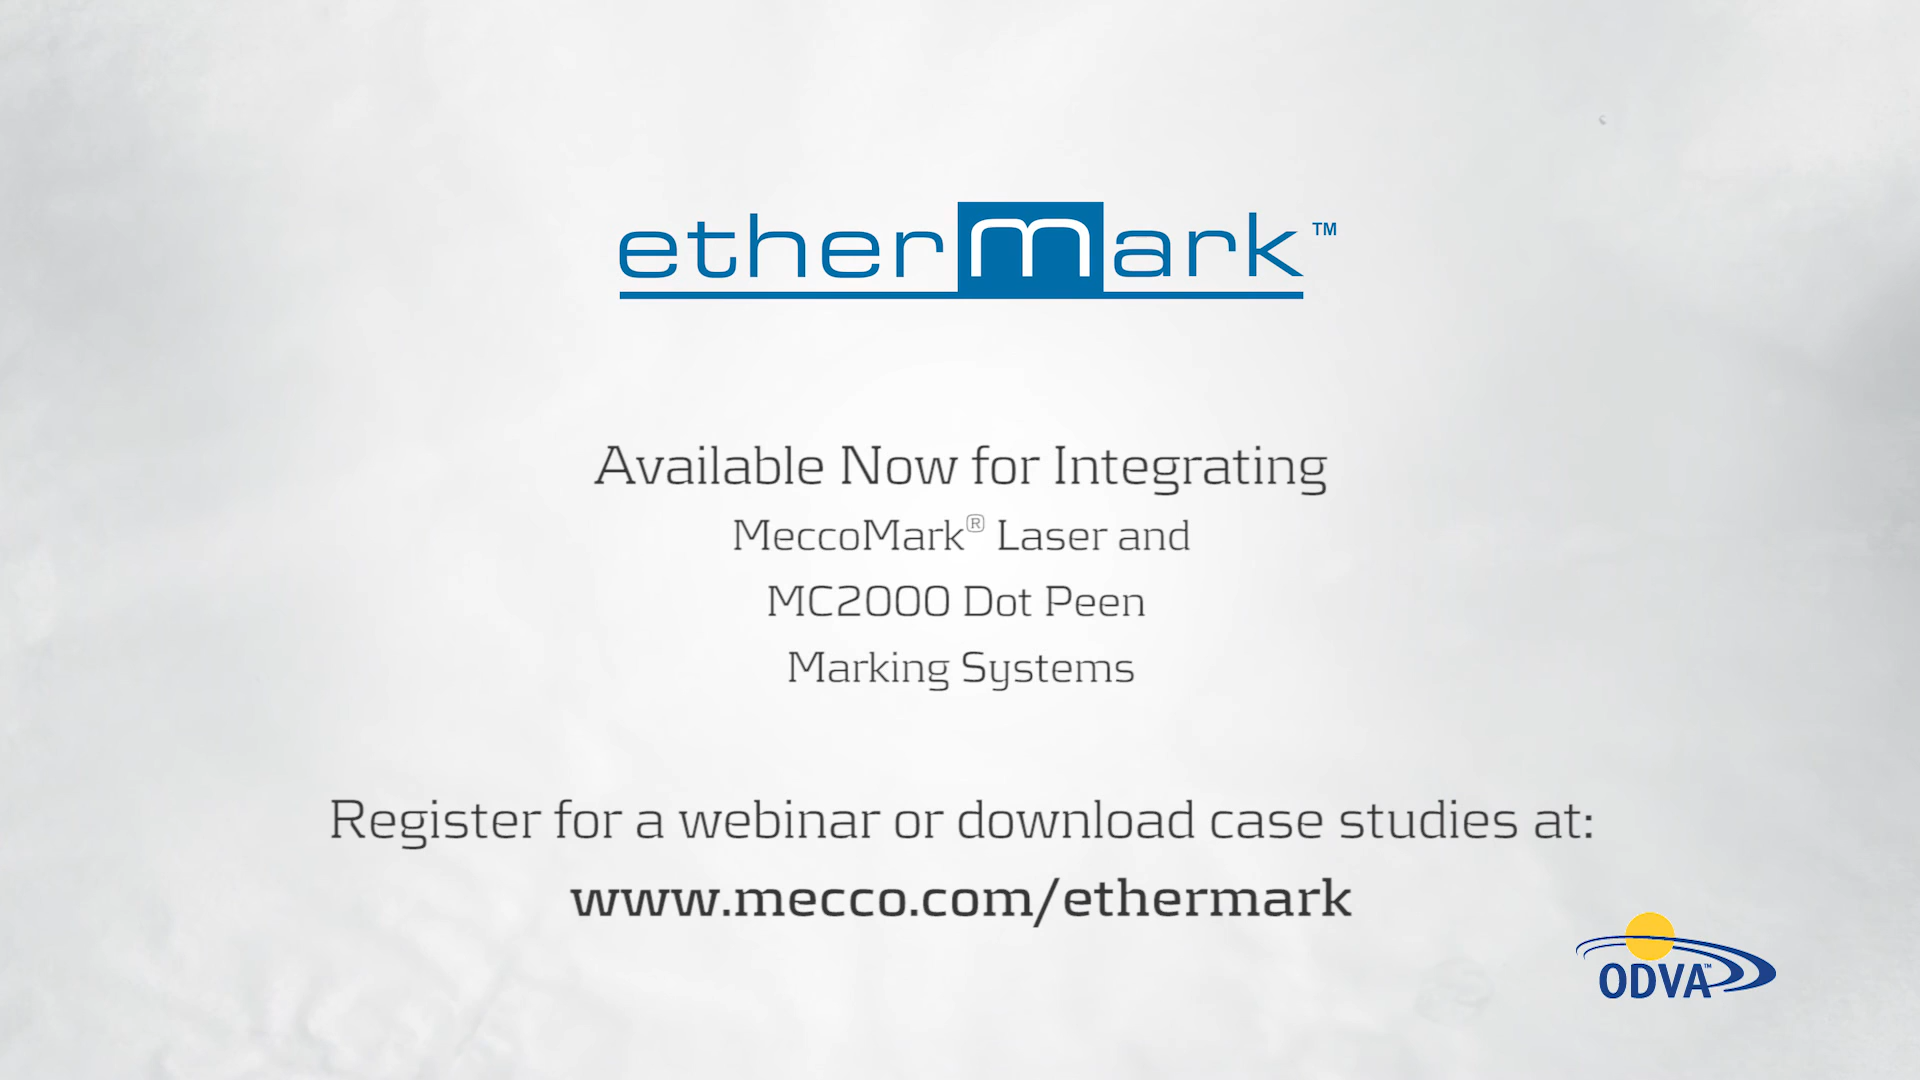 ethermark™
Available Now for Integrating
MeccoMark® Laser and
MC2000 Dot Peen
Marking Systems
Register for a webinar or download case studies at:
www.mecco.com/ethermark
ODVA™